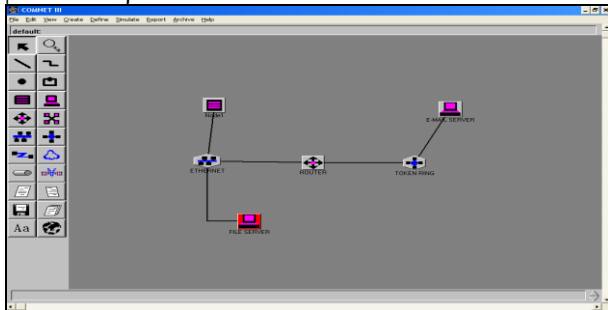 COMNET III
File Edit View Create Define Simulate Export Archive Help
default:
E-MAIL SERVER
ETHERNET
ROUTER
TOKEN RING
FILE SERVER
Aa